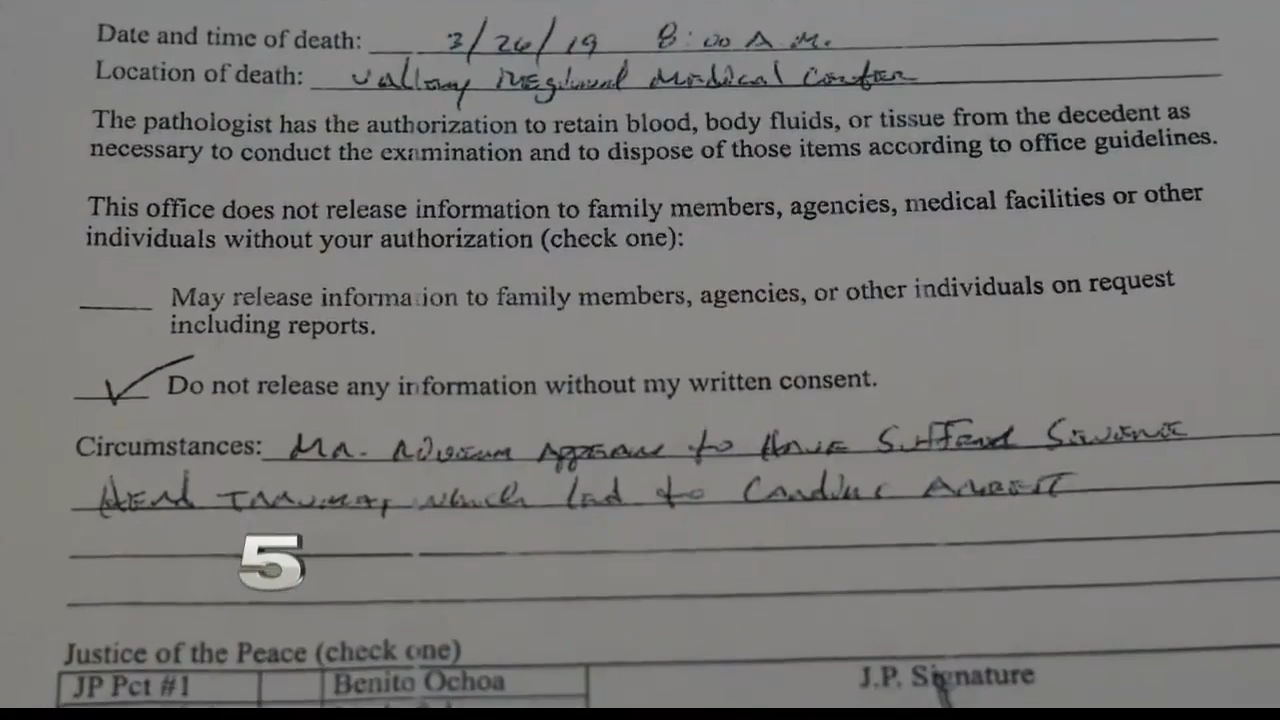 Date and time of death: 3/26/19 8:00 A.M.
Location of death: Valley Regional Medical Center
The pathologist has the authorization to retain blood, body fluids, or tissue from the decedent as
necessary to conduct the examination and to dispose of those items according to office guidelines.
This office does not release information to family members, agencies, medical facilities or other
individuals without your authorization (check one):
May release information to family members, agencies, or other individuals on request
including reports.
Do not release any information without my written consent.
Circumstances: Mr. Appears to Have Suffered Severe
Head Trauma, which led to Cardiac Arrest
5
Justice of the Peace (check one)
JP Pct #1 Benito Ochoa
J.P. Signature